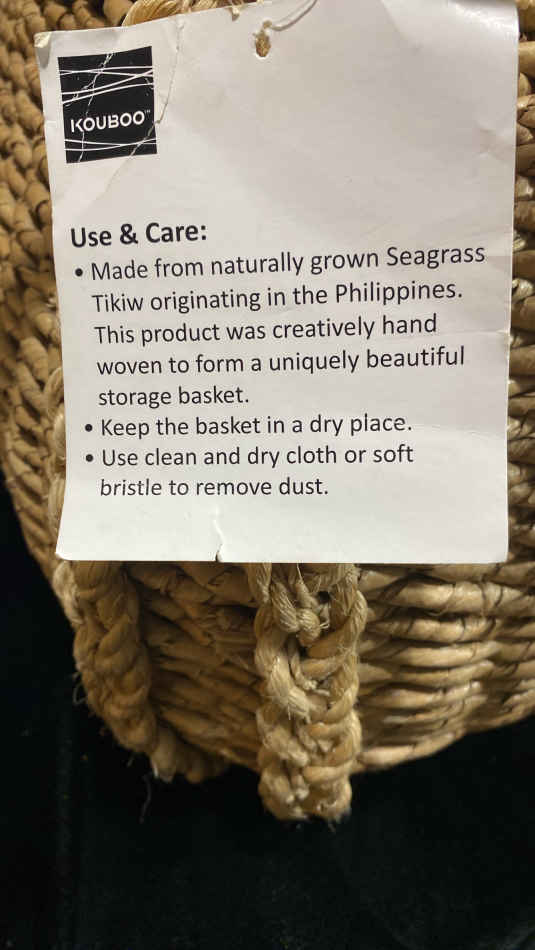 KOUBOO™
Use & Care:
• Made from naturally grown Seagrass
Tikiw originating in the Philippines.
This product was creatively hand
woven to form a uniquely beautiful
storage basket.
• Keep the basket in a dry place.
• Use clean and dry cloth or soft
bristle to remove dust.